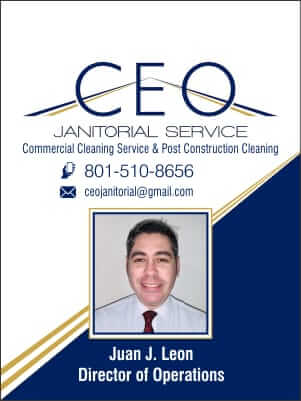 CEO
JANITORIAL SERVICE
Commercial Cleaning Service & Post Construction Cleaning
801-510-8656
ceojanitorial@gmail.com
Juan J. Leon
Director of Operations